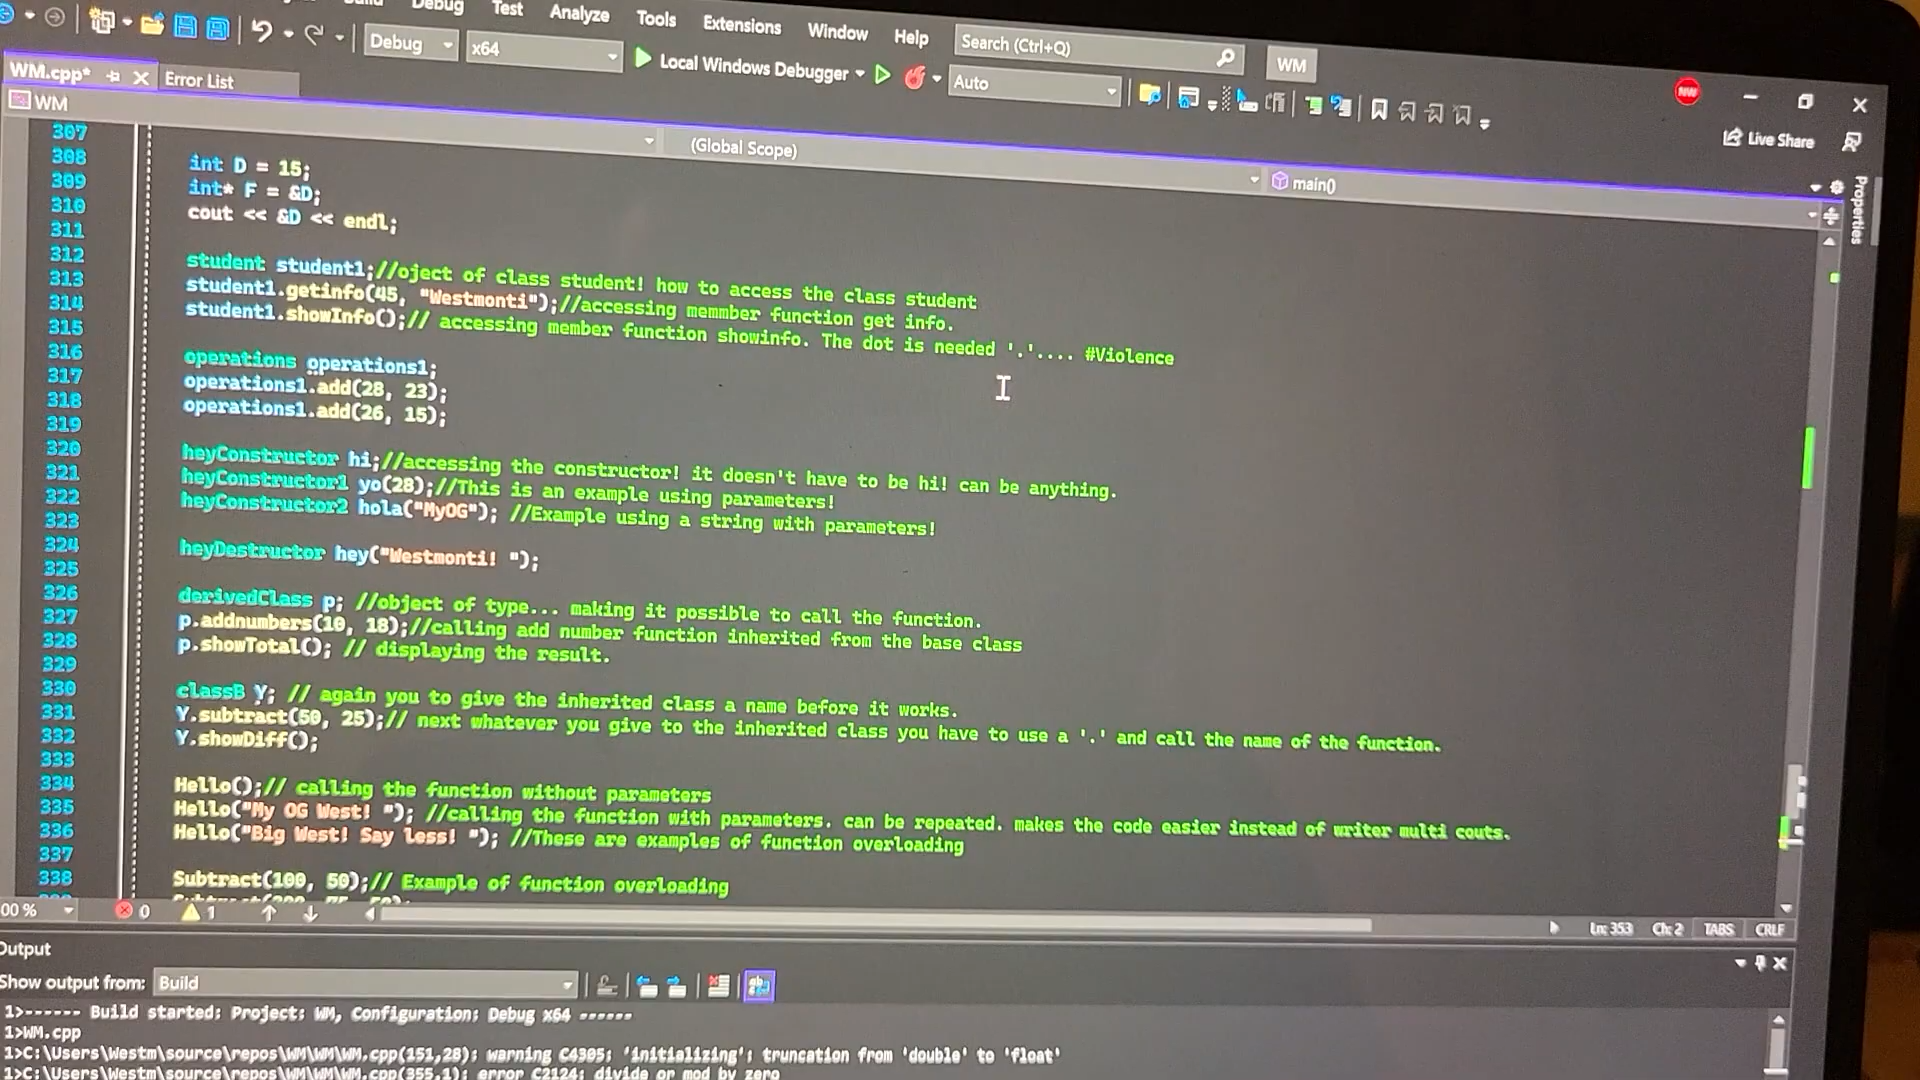 Debug Test Analyze Tools Extensions Window Help Search (Ctrl+Q) WM
Debug x64 Local Windows Debugger Auto
NW
Live Share
WM.cpp* Error List
WM (Global Scope) main()
Properties
307
308 int D = 15;
309 int* F = &D;
310 cout << &D << endl;
311
312 student student1;//oject of class student! how to access the class student
313 student1.getinfo(45, "Westmonti");//accessing memmber function get info.
314 student1.showInfo();// accessing member function showinfo. The dot is needed '.'.... #Violence
315
316 operations operations1;
317 operations1.add(28, 23);
318 operations1.add(26, 15);
319
320 heyConstructor hi;//accessing the constructor! it doesn't have to be hi! can be anything.
321 heyConstructor1 yo(28);//This is an example using parameters!
322 heyConstructor2 hola("MyOG"); //Example using a string with parameters!
323
324 heyDestructor hey("Westmonti! ");
325
326 derivedClass p; //object of type... making it possible to call the function.
327 p.addnumbers(10, 18);//calling add number function inherited from the base class
328 p.showTotal(); // displaying the result.
329
330 classB Y; // again you to give the inherited class a name before it works.
331 Y.subtract(50, 25);// next whatever you give to the inherited class you have to use a '.' and call the name of the function.
332 Y.showDiff();
333
334 Hello();// calling the function without parameters
335 Hello("My OG West! "); //calling the function with parameters. can be repeated. makes the code easier instead of writer multi couts.
336 Hello("Big West! Say less! "); //These are examples of function overloading
337
338 Subtract(100, 50);// Example of function overloading
00 % 0 1 Ln: 353 Ch: 2 TABS CRLF
Output
Show output from: Build
1>------ Build started: Project: WM, Configuration: Debug x64 ------
1>WM.cpp
1>C:\Users\Westm\source\repos\WM\WM\WM.cpp(151,28): warning C4305: 'initializing': truncation from 'double' to 'float'
1>C:\Users\Westm\source\repos\WM\WM\WM.cpp(355,1): error C2124: divide or mod by zero